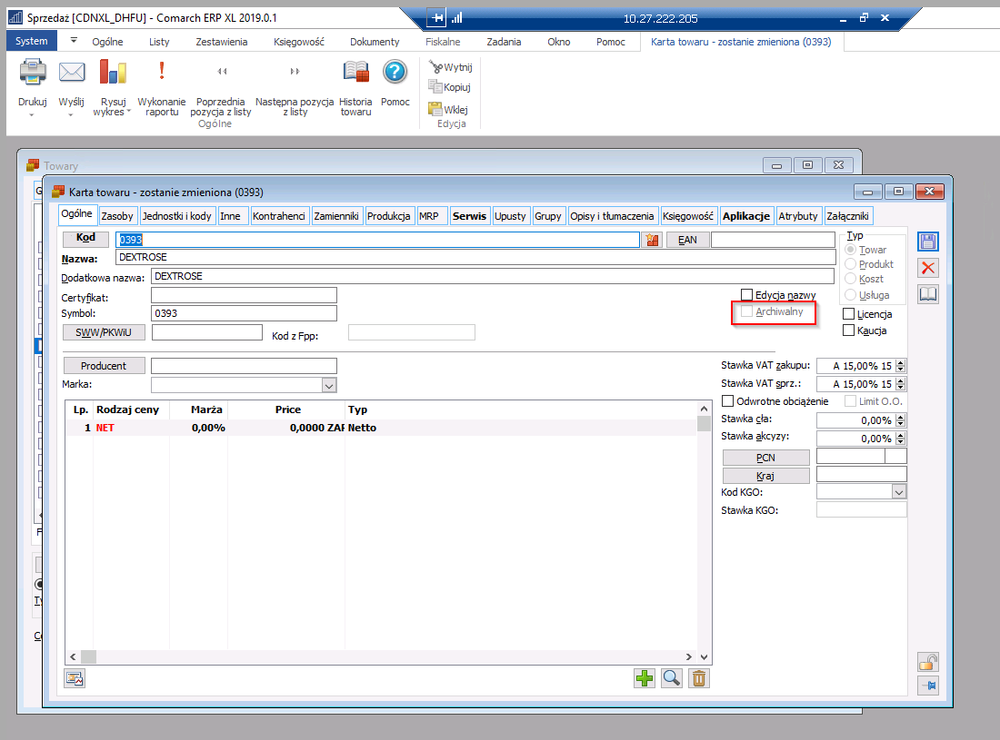 Sprzedaż [CDNXL_DHFU] - Comarch ERP XL 2019.0.1
10.27.222.205
System Ogólne Listy Zestawienia Księgowość Dokumenty Fiskalne Zadania Okno Pomoc Karta towaru - zostanie zmieniona (0393)
Drukuj Wyślij Rysuj wykres Wykonanie raportu Poprzednia pozycja z listy Następna pozycja z listy Historia towaru Pomoc
Ogólne
Wytnij
Kopiuj
Wklej
Edycja
Towary
Karta towaru - zostanie zmieniona (0393)
Ogólne Zasoby Jednostki i kody Inne Kontrahenci Zamienniki Produkcja MRP Serwis Upusty Grupy Opisy i tłumaczenia Księgowość Aplikacje Atrybuty Załączniki
Kod 0393 EAN
Nazwa: DEXTROSE
Dodatkowa nazwa: DEXTROSE
Certyfikat:
Symbol: 0393
SWW/PKWiU Kod z Fpp:
Typ
Towar
Produkt
Koszt
Usługa
Edycja nazwy
Archiwalny
Licencja
Kaucja
Producent
Marka:
Lp. Rodzaj ceny Marża Price Typ
1 NET 0,00% 0,0000 ZAR Netto
Stawka VAT zakupu: A 15,00% 15
Stawka VAT sprz.: A 15,00% 15
Odwrotne obciążenie Limit O.O.
Stawka cła: 0,00%
Stawka akcyzy: 0,00%
PCN
Kraj
Kod KGO:
Stawka KGO: